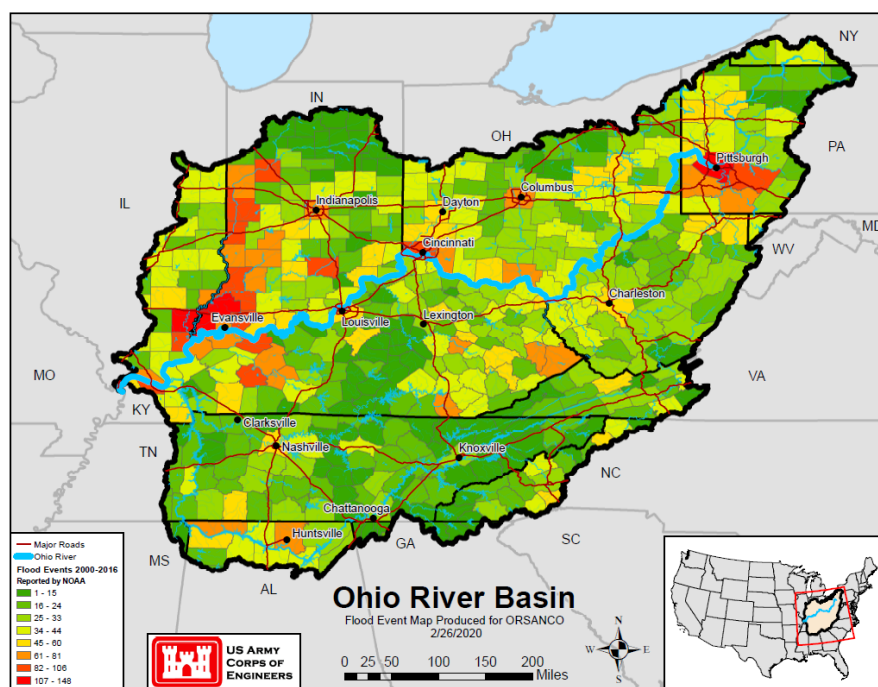 NY
IN
OH
PA
Pittsburgh
IL
Indianapolis
Dayton
Columbus
MD
WV
Cincinnati
Charleston
Evansville
Louisville
Lexington
MO
VA
KY
Clarksville
TN
Nashville
Knoxville
NC
Chattanooga
Huntsville
MS
AL
GA
SC
Major Roads
Ohio River
Flood Events 2000-2016
Reported by NOAA
1 - 15
16 - 24
25 - 33
34 - 44
45 - 60
61 - 81
82 - 106
107 - 148
Ohio River Basin
Flood Event Map Produced for ORSANCO
2/26/2020
US Army
Corps of
Engineers
N
W
E
S
0 25 50 100 150 200
Miles